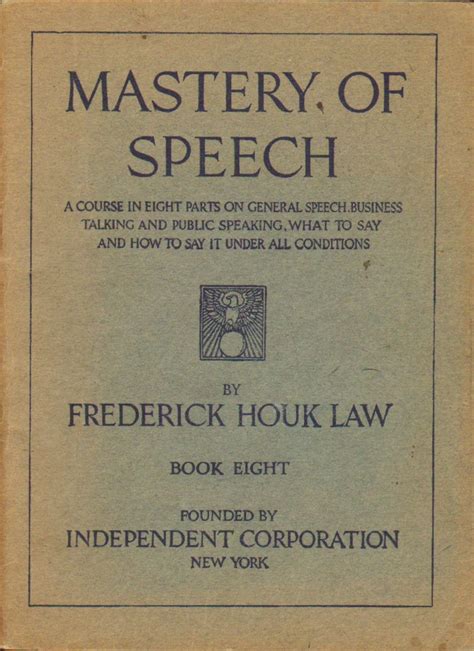 MASTERY OF
SPEECH
A COURSE IN EIGHT PARTS ON GENERAL SPEECH, BUSINESS
TALKING AND PUBLIC SPEAKING, WHAT TO SAY
AND HOW TO SAY IT UNDER ALL CONDITIONS
BY
FREDERICK HOUK LAW
BOOK EIGHT
FOUNDED BY
INDEPENDENT CORPORATION
NEW YORK